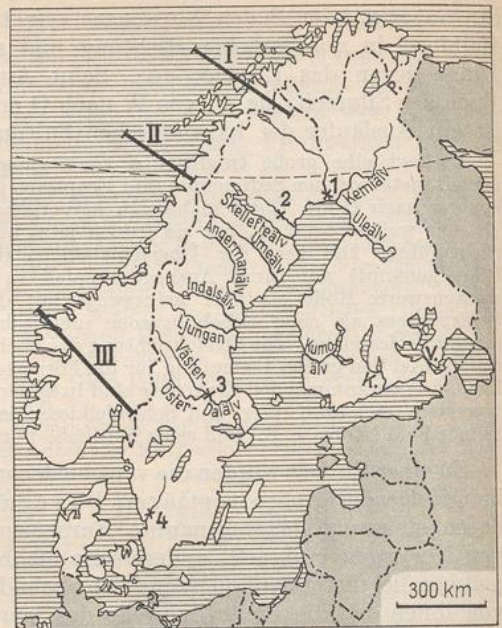 I
II
1
Kemiälv
2
Skellefteälv
Uleälv
Umeälv
Ångermanälv
Indalsälv
Ljungan
III
Kumo
älv
Väster-
3
V.
Öster-
Dalälv
4
300 km